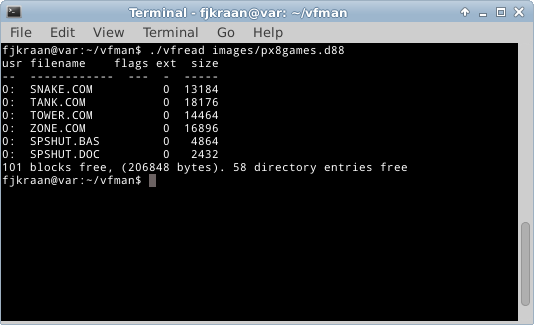 Terminal - fjkraan@var: ~/vfman
File Edit View Terminal Go Help
fjkraan@var:~/vfman$ ./vfread images/px8games.d88
usr filename    flags ext  size
--  ------------  ---  -  -----
0:  SNAKE.COM          0  13184
0:  TANK.COM           0  18176
0:  TOWER.COM          0  14464
0:  ZONE.COM           0  16896
0:  SPSHUT.BAS         0   4864
0:  SPSHUT.DOC         0   2432
101 blocks free, (206848 bytes). 58 directory entries free
fjkraan@var:~/vfman$